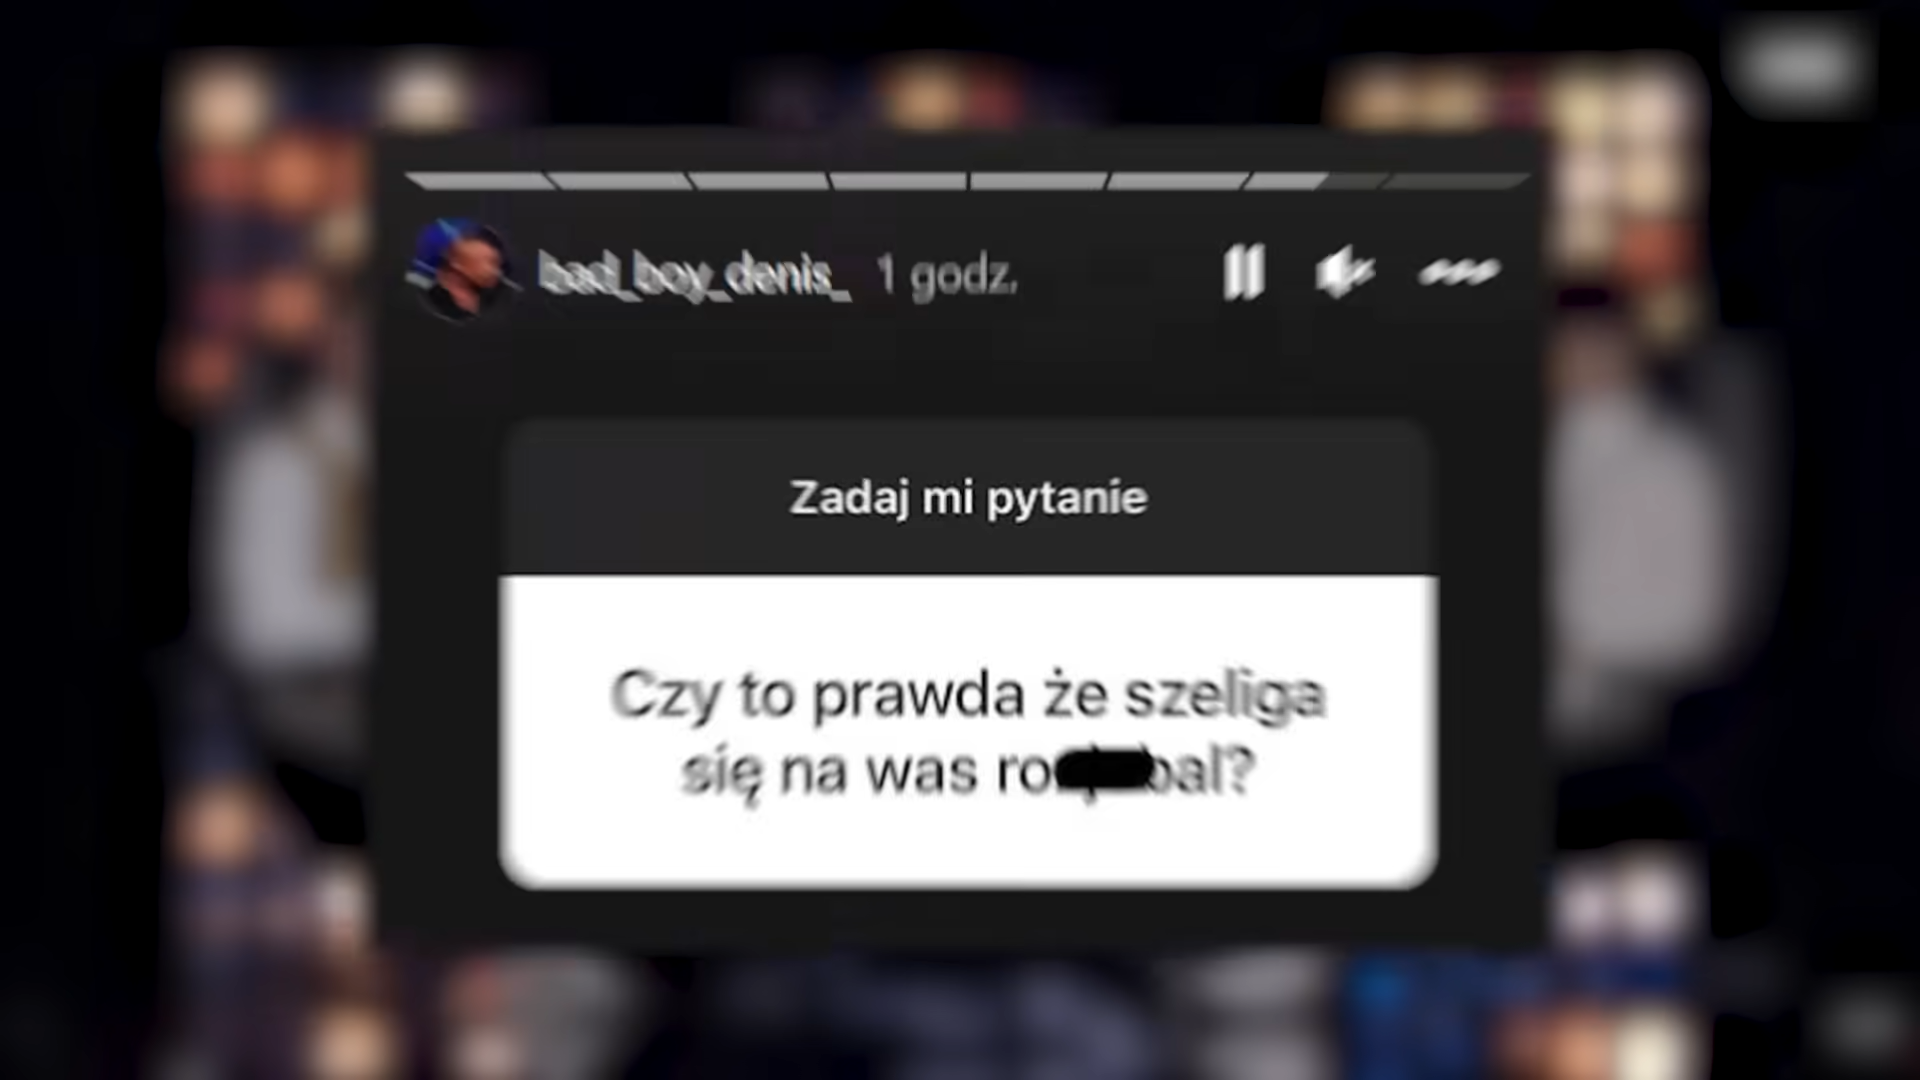 bad_boy_denis_ 1 godz.
Zadaj mi pytanie
Czy to prawda że szeliga
się na was